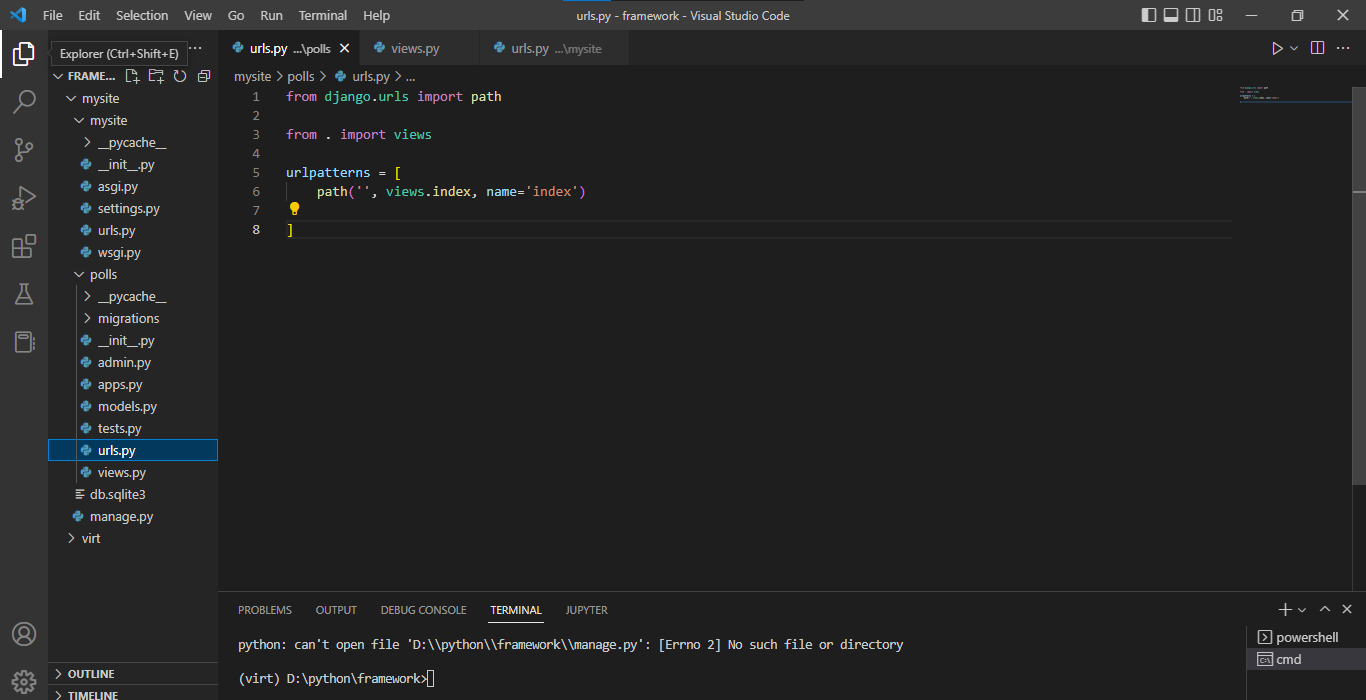 File Edit Selection View Go Run Terminal Help
urls.py - framework - Visual Studio Code
Explorer (Ctrl+Shift+E)
FRAME...
mysite
mysite
__pycache__
__init__.py
asgi.py
settings.py
urls.py
wsgi.py
polls
__pycache__
migrations
__init__.py
admin.py
apps.py
models.py
tests.py
urls.py
views.py
db.sqlite3
manage.py
virt
OUTLINE
TIMELINE
urls.py ...\polls views.py urls.py ...\mysite
mysite > polls > urls.py > ...
1 from django.urls import path
2
3 from . import views
4
5 urlpatterns = [
6 path('', views.index, name='index')
7
8 ]
PROBLEMS OUTPUT DEBUG CONSOLE TERMINAL JUPYTER
python: can't open file 'D:\\python\\framework\\manage.py': [Errno 2] No such file or directory
(virt) D:\python\framework>
powershell
cmd